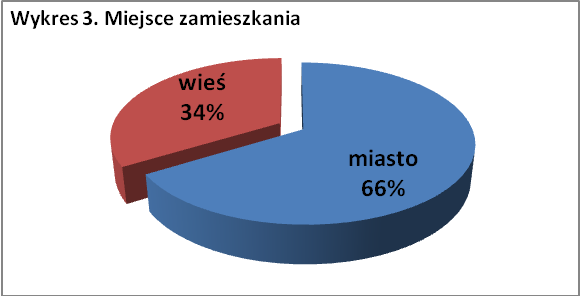 Wykres 3. Miejsce zamieszkania
wieś
34%
miasto
66%